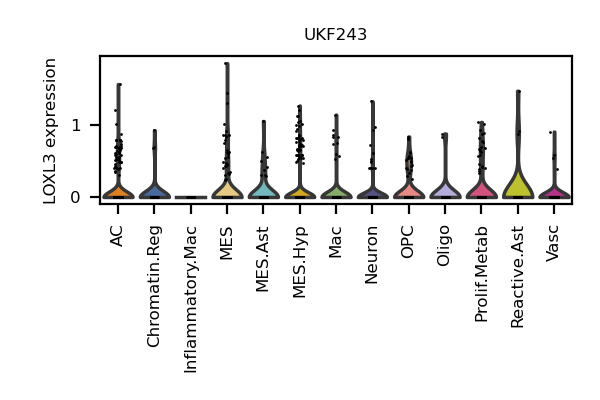 UKF243
LOXL3 expression
1
0
AC
Chromatin.Reg
Inflammatory.Mac
MES
MES.Ast
MES.Hyp
Mac
Neuron
OPC
Oligo
Prolif.Metab
Reactive.Ast
Vasc